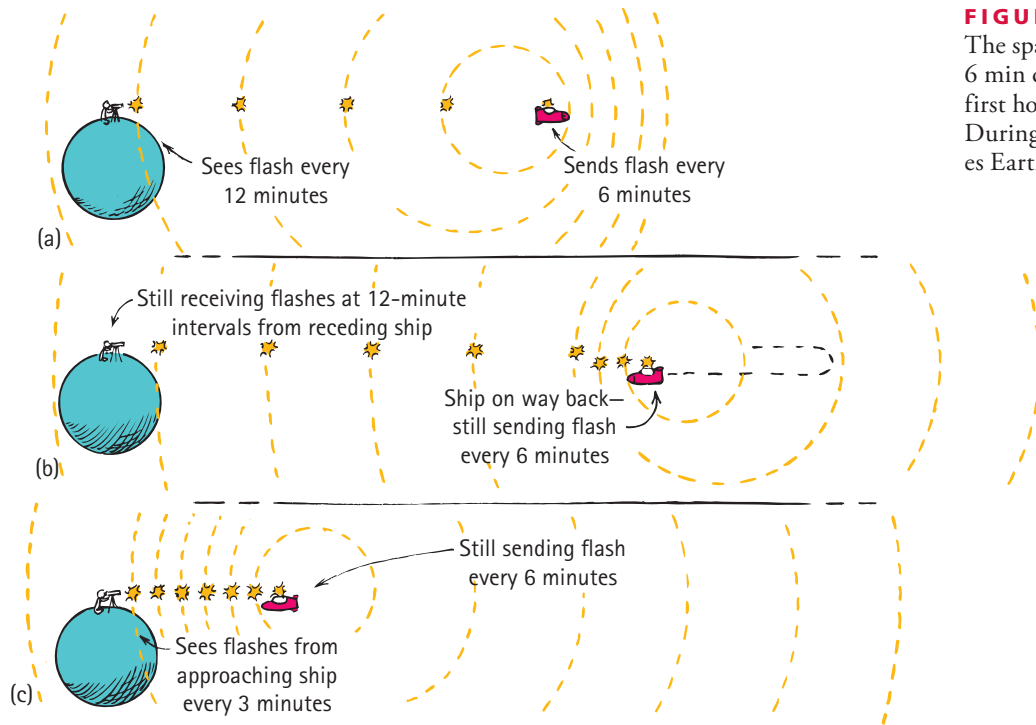 FIGU
The spa
6 min
first ho
During
es Eart
Sees flash every
12 minutes
Sends flash every
6 minutes
(a)
Still receiving flashes at 12-minute
intervals from receding ship
Ship on way back—
still sending flash
every 6 minutes
(b)
Still sending flash
every 6 minutes
Sees flashes from
approaching ship
every 3 minutes
(c)